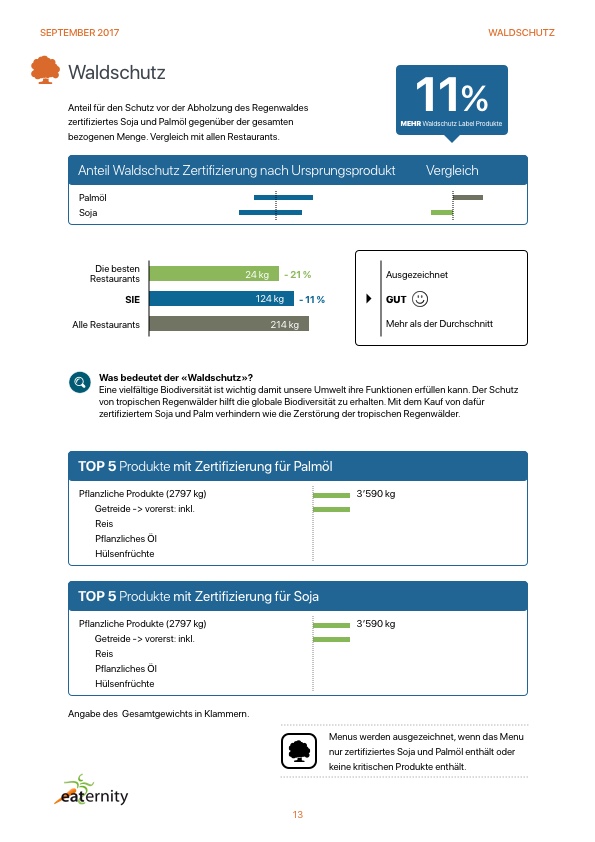 SEPTEMBER 2017
WALDSCHUTZ
Waldschutz
Anteil für den Schutz vor der Abholzung des Regenwaldes
zertifiziertes Soja und Palmöl gegenüber der gesamten
bezogenen Menge. Vergleich mit allen Restaurants.
11%
MEHR Waldschutz Label Produkte
Anteil Waldschutz Zertifizierung nach Ursprungsprodukt
Vergleich
Palmöl
Soja
Die besten
Restaurants
24 kg
- 21 %
SIE
124 kg
- 11 %
Alle Restaurants
214 kg
Ausgezeichnet
GUT
Mehr als der Durchschnitt
Was bedeutet der «Waldschutz»?
Eine vielfältige Biodiversität ist wichtig damit unsere Umwelt ihre Funktionen erfüllen kann. Der Schutz
von tropischen Regenwälder hilft die globale Biodiversität zu erhalten. Mit dem Kauf von dafür
zertifiziertem Soja und Palm verhindern wie die Zerstörung der tropischen Regenwälder.
TOP 5 Produkte mit Zertifizierung für Palmöl
Pflanzliche Produkte (2797 kg)
3'590 kg
Getreide -> vorerst: inkl.
Reis
Pflanzliches Öl
Hülsenfrüchte
TOP 5 Produkte mit Zertifizierung für Soja
Pflanzliche Produkte (2797 kg)
3'590 kg
Getreide -> vorerst: inkl.
Reis
Pflanzliches Öl
Hülsenfrüchte
Angabe des Gesamtgewichts in Klammern.
Menus werden ausgezeichnet, wenn das Menu
nur zertifiziertes Soja und Palmöl enthält oder
keine kritischen Produkte enthält.
eaternity
13